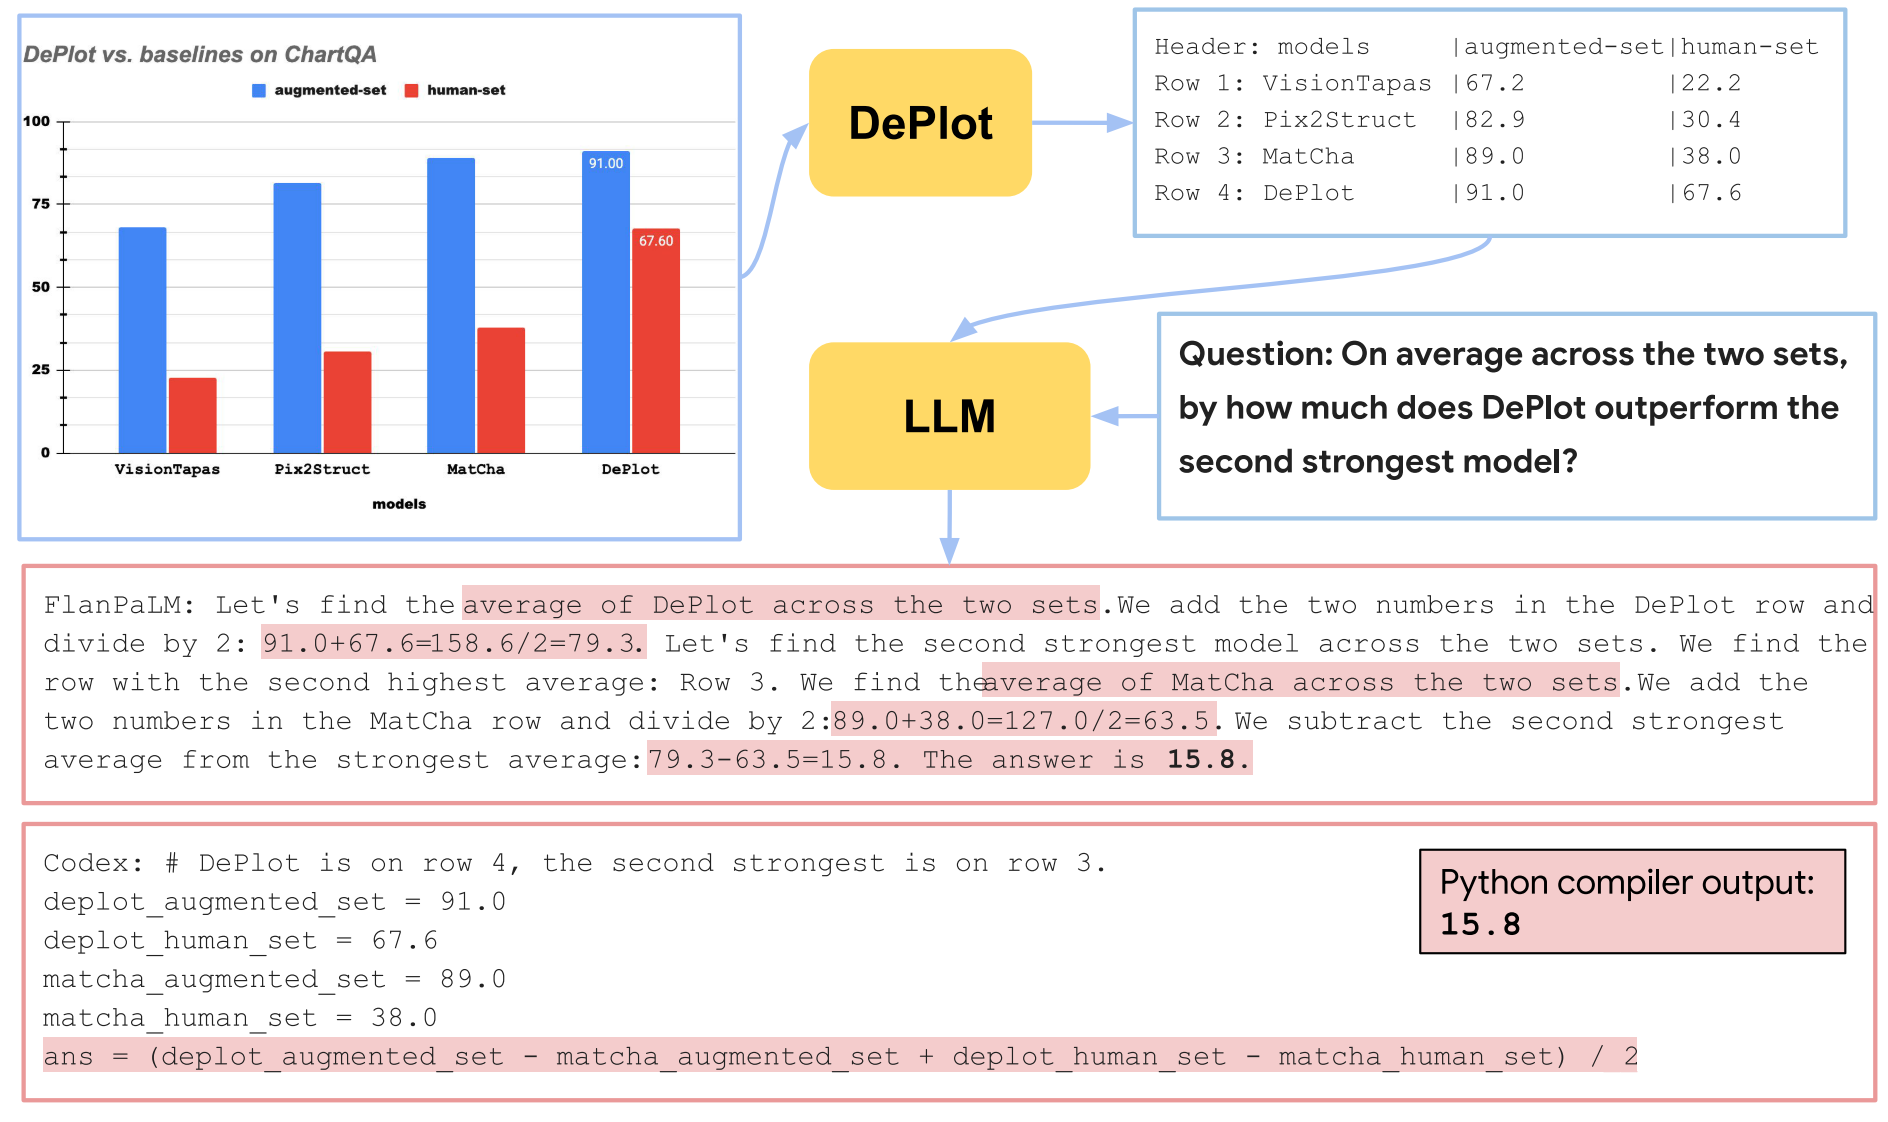 DePlot vs. baselines on ChartQA
augmented-set human-set
100
75
50
25
0
91.00
67.60
VisionTapas Pix2Struct MatCha DePlot
models
DePlot
Header: models |augmented-set|human-set
Row 1: VisionTapas |67.2 |22.2
Row 2: Pix2Struct |82.9 |30.4
Row 3: MatCha |89.0 |38.0
Row 4: DePlot |91.0 |67.6
LLM
Question: On average across the two sets,
by how much does DePlot outperform the
second strongest model?
FlanPaLM: Let's find the average of DePlot across the two sets.We add the two numbers in the DePlot row and
divide by 2: 91.0+67.6=158.6/2=79.3. Let's find the second strongest model across the two sets. We find the
row with the second highest average: Row 3. We find the average of MatCha across the two sets.We add the
two numbers in the MatCha row and divide by 2:89.0+38.0=127.0/2=63.5. We subtract the second strongest
average from the strongest average:79.3-63.5=15.8. The answer is 15.8.
Codex: # DePlot is on row 4, the second strongest is on row 3.
deplot_augmented_set = 91.0
deplot_human_set = 67.6
matcha_augmented_set = 89.0
matcha_human_set = 38.0
ans = (deplot_augmented_set - matcha_augmented_set + deplot_human_set - matcha_human_set) / 2
Python compiler output:
15.8